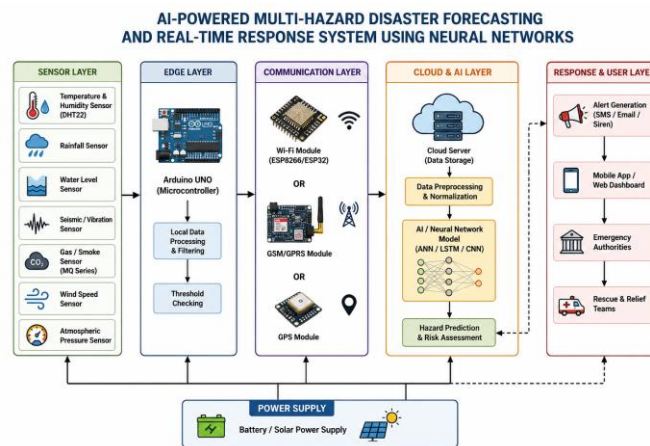 AI-POWERED MULTI-HAZARD DISASTER FORECASTING
AND REAL-TIME RESPONSE SYSTEM USING NEURAL NETWORKS
SENSOR LAYER
Temperature &
Humidity Sensor
(DHT22)
Rainfall Sensor
Water Level
Sensor
Seismic / Vibration
Sensor
CO₂
Gas / Smoke
Sensor
(MQ Series)
Wind Speed
Sensor
Atmospheric
Pressure Sensor
EDGE LAYER
Arduino UNO
(Microcontroller)
Local Data
Processing
& Filtering
Threshold
Checking
COMMUNICATION LAYER
Wi-Fi Module
(ESP8266/ESP32)
OR
GSM/GPRS Module
OR
GPS Module
CLOUD & AI LAYER
Cloud Server
(Data Storage)
Data Preprocessing
& Normalization
AI / Neural Network
Model
(ANN / LSTM / CNN)
Hazard Prediction
& Risk Assessment
RESPONSE & USER LAYER
Alert Generation
(SMS / Email /
Siren)
Mobile App /
Web Dashboard
Emergency
Authorities
Rescue & Relief
Teams
POWER SUPPLY
Battery / Solar Power Supply